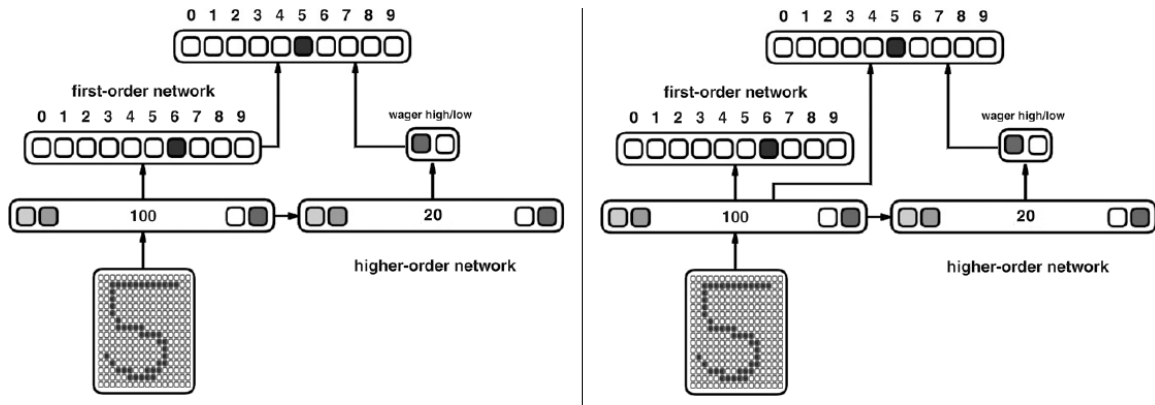 0 1 2 3 4 5 6 7 8 9
first-order network
0 1 2 3 4 5 6 7 8 9
wager high/low
100
20
higher-order network
0 1 2 3 4 5 6 7 8 9
first-order network
0 1 2 3 4 5 6 7 8 9
wager high/low
100
20
higher-order network